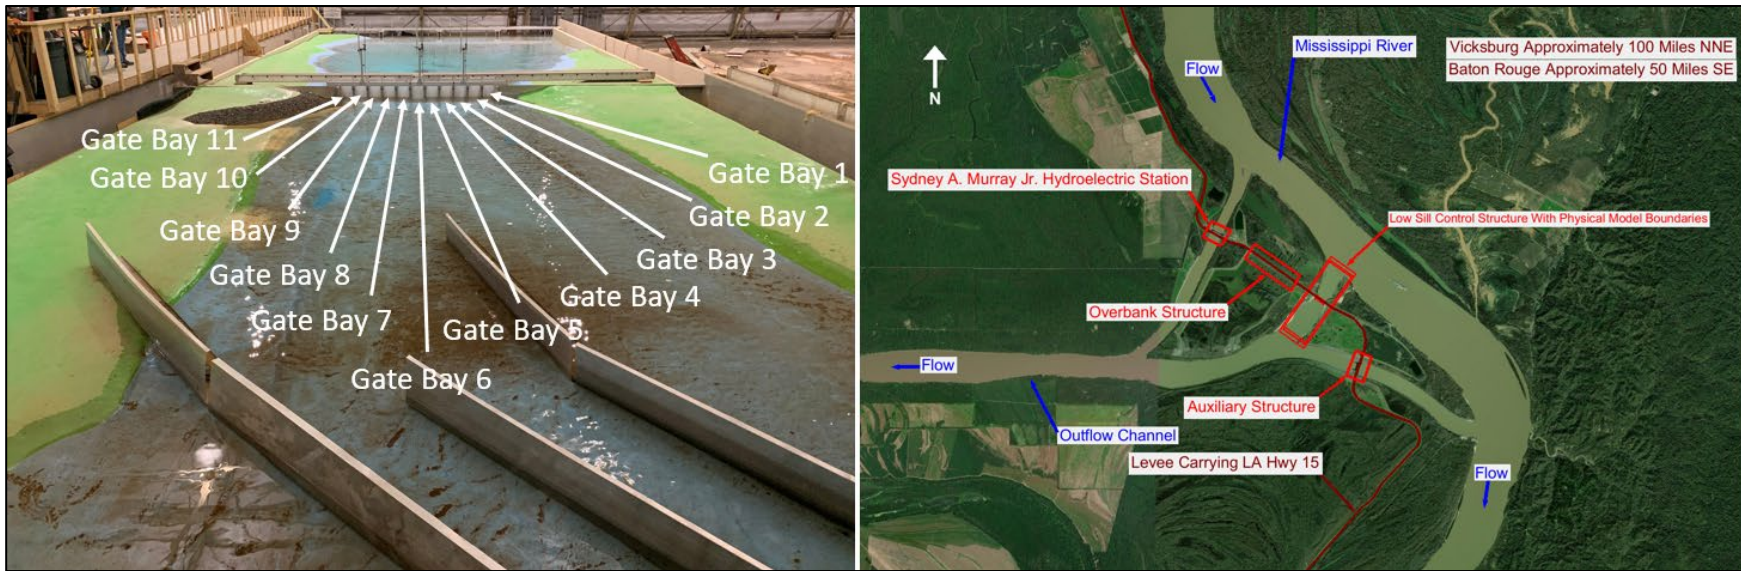 Gate Bay 11
Gate Bay 10
Gate Bay 9
Gate Bay 8
Gate Bay 7
Gate Bay 6
Gate Bay 5
Gate Bay 4
Gate Bay 3
Gate Bay 2
Gate Bay 1
Mississippi River
Vicksburg Approximately 100 Miles NNE
Baton Rouge Approximately 50 Miles SE
Flow
N
Sydney A. Murray Jr. Hydroelectric Station
Low Sill Control Structure With Physical Model Boundaries
Overbank Structure
Flow
Auxiliary Structure
Outflow Channel
Levee Carrying LA Hwy 15
Flow